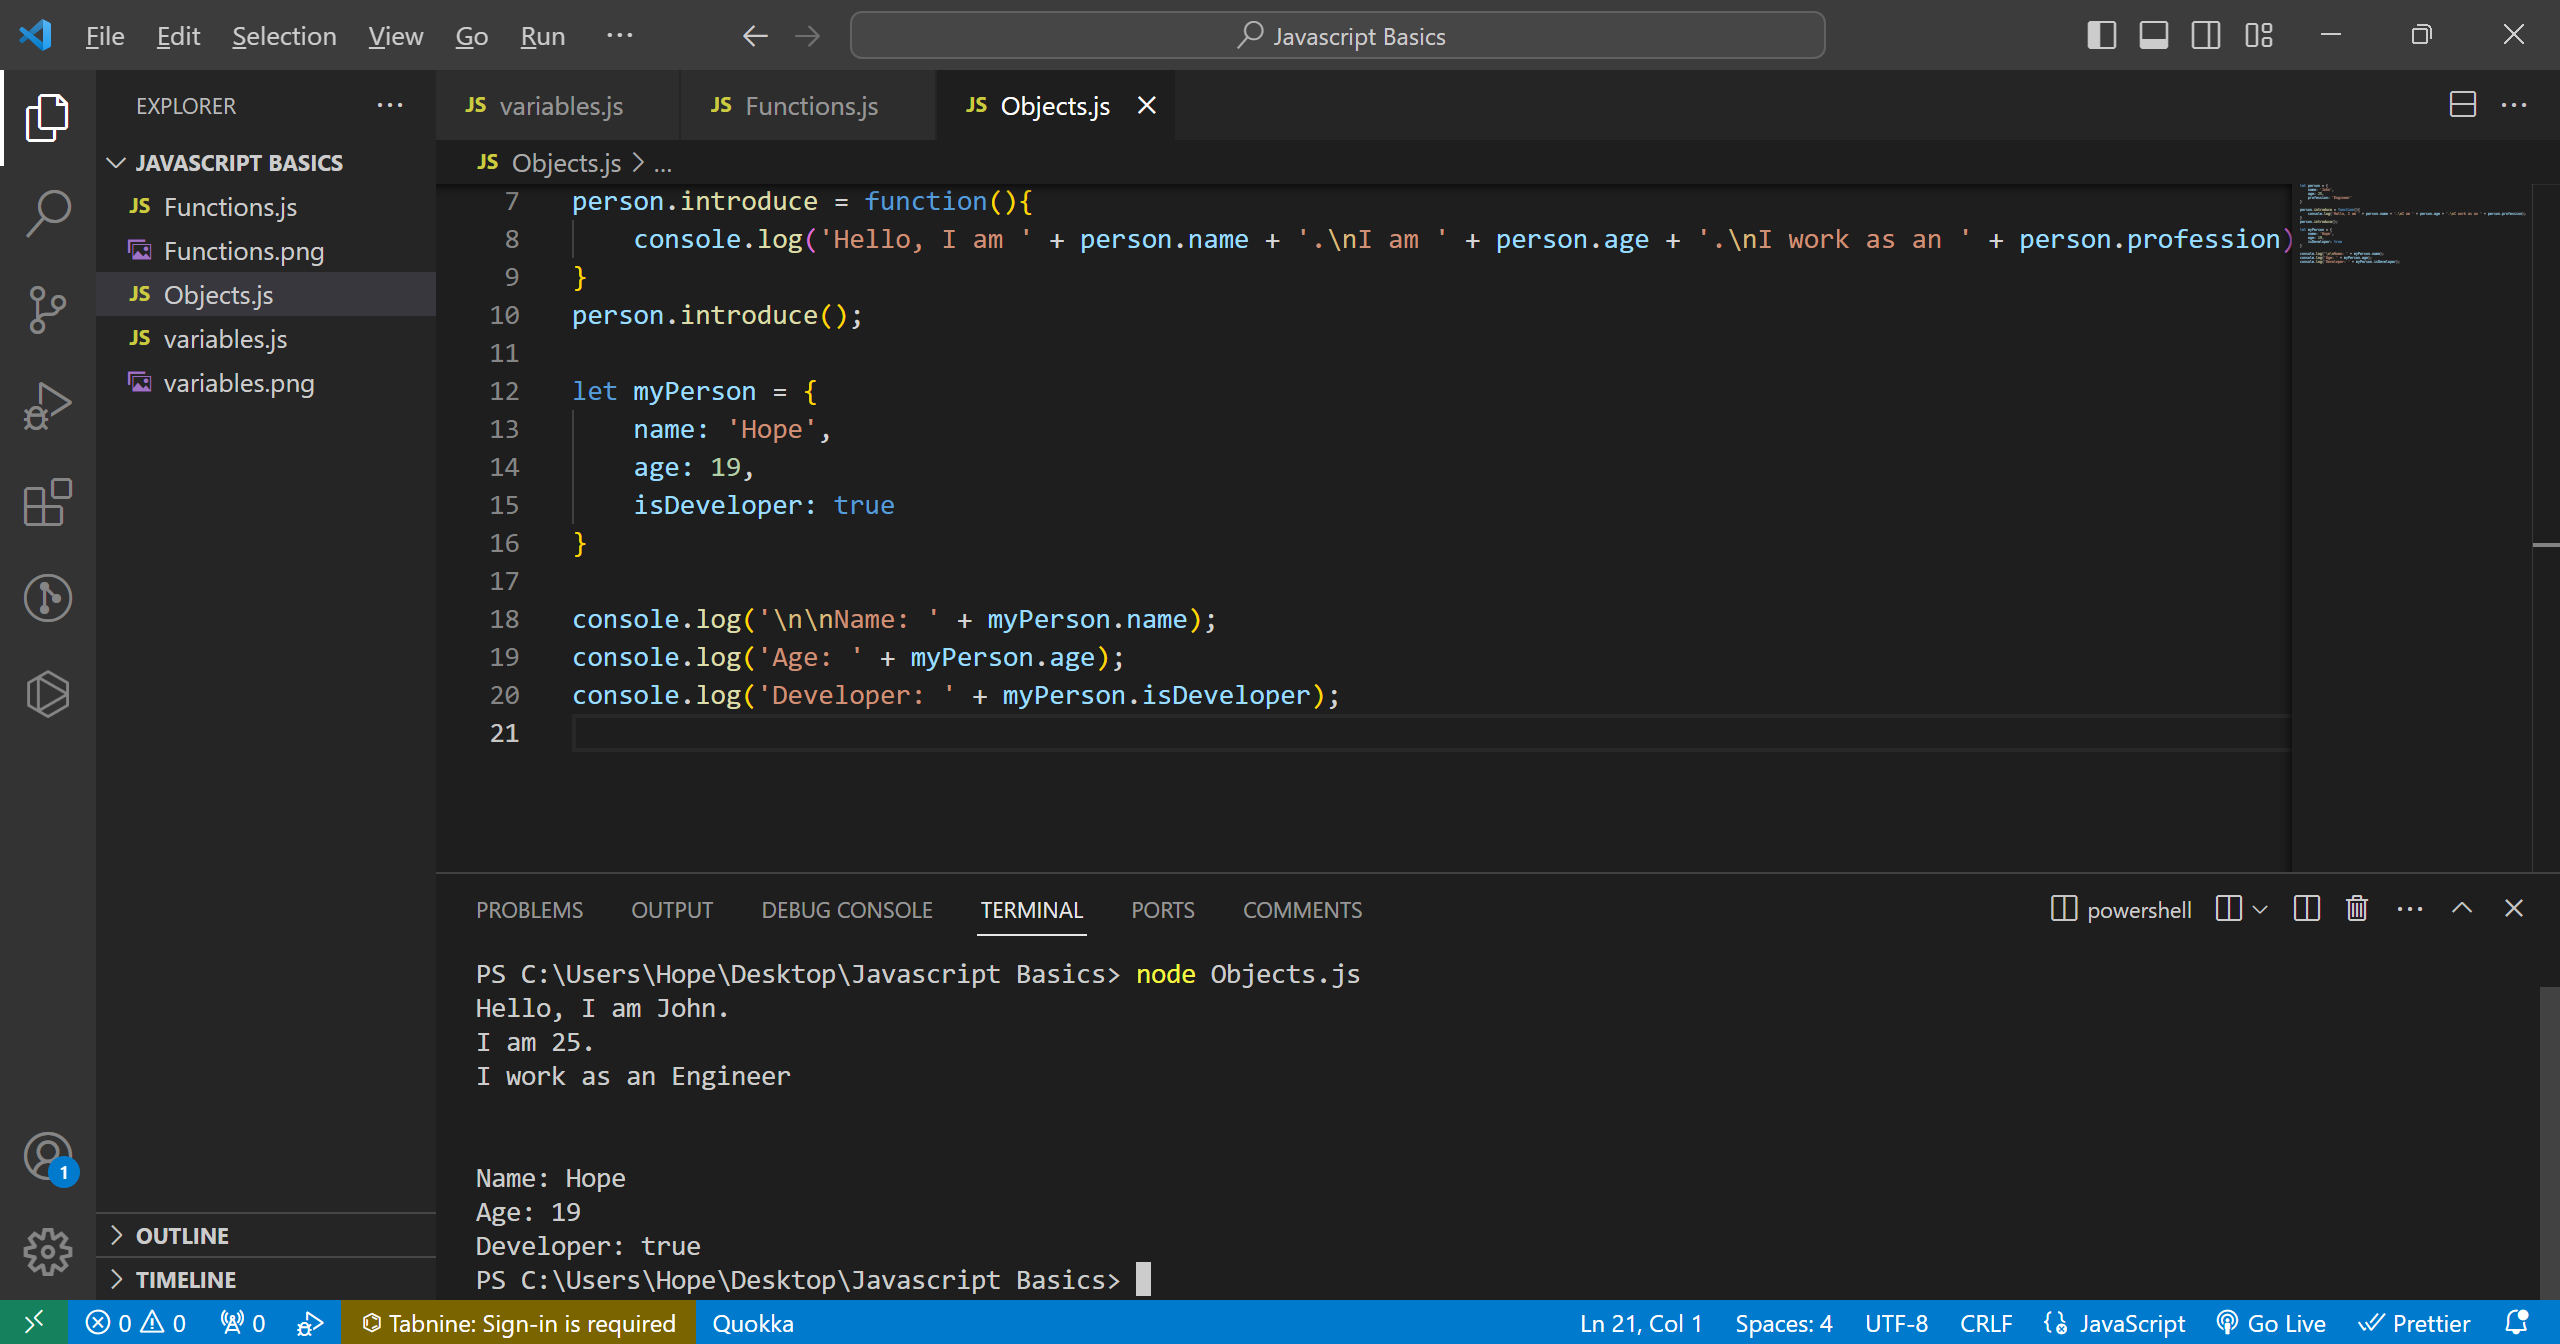 File Edit Selection View Go Run ···
Javascript Basics
EXPLORER ···
JAVASCRIPT BASICS
JS Functions.js
Functions.png
JS Objects.js
JS variables.js
variables.png
OUTLINE
TIMELINE
JS variables.js JS Functions.js JS Objects.js
JS Objects.js > ...
7 person.introduce = function(){
8 console.log('Hello, I am ' + person.name + '.\nI am ' + person.age + '.\nI work as an ' + person.profession)
9 }
10 person.introduce();
11
12 let myPerson = {
13 name: 'Hope',
14 age: 19,
15 isDeveloper: true
16 }
17
18 console.log('\n\nName: ' + myPerson.name);
19 console.log('Age: ' + myPerson.age);
20 console.log('Developer: ' + myPerson.isDeveloper);
21
PROBLEMS OUTPUT DEBUG CONSOLE TERMINAL PORTS COMMENTS
powershell
PS C:\Users\Hope\Desktop\Javascript Basics> node Objects.js
Hello, I am John.
I am 25.
I work as an Engineer
Name: Hope
Age: 19
Developer: true
PS C:\Users\Hope\Desktop\Javascript Basics>
1
0 0 0 Tabnine: Sign-in is required Quokka Ln 21, Col 1 Spaces: 4 UTF-8 CRLF JavaScript Go Live Prettier